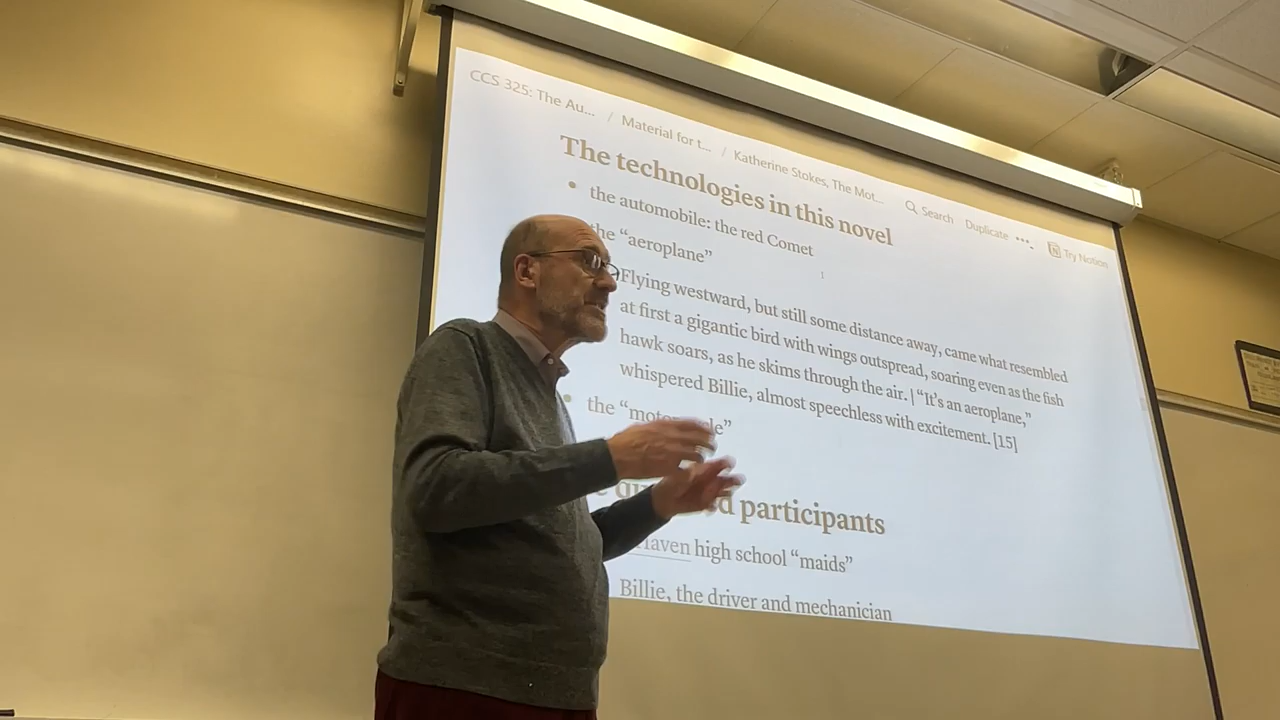 CCS 325: The Au... / Material for t... / Katherine Stokes, The Mot...
Search Duplicate ••• Try Notion
The technologies in this novel
• the automobile: the red Comet
the “aeroplane”
Flying westward, but still some distance away, came what resembled
at first a gigantic bird with wings outspread, soaring even as the fish
hawk soars, as he skims through the air. | “It’s an aeroplane,”
whispered Billie, almost speechless with excitement. [15]
• the
participants
high school “maids”
Billie, the driver and mechanician